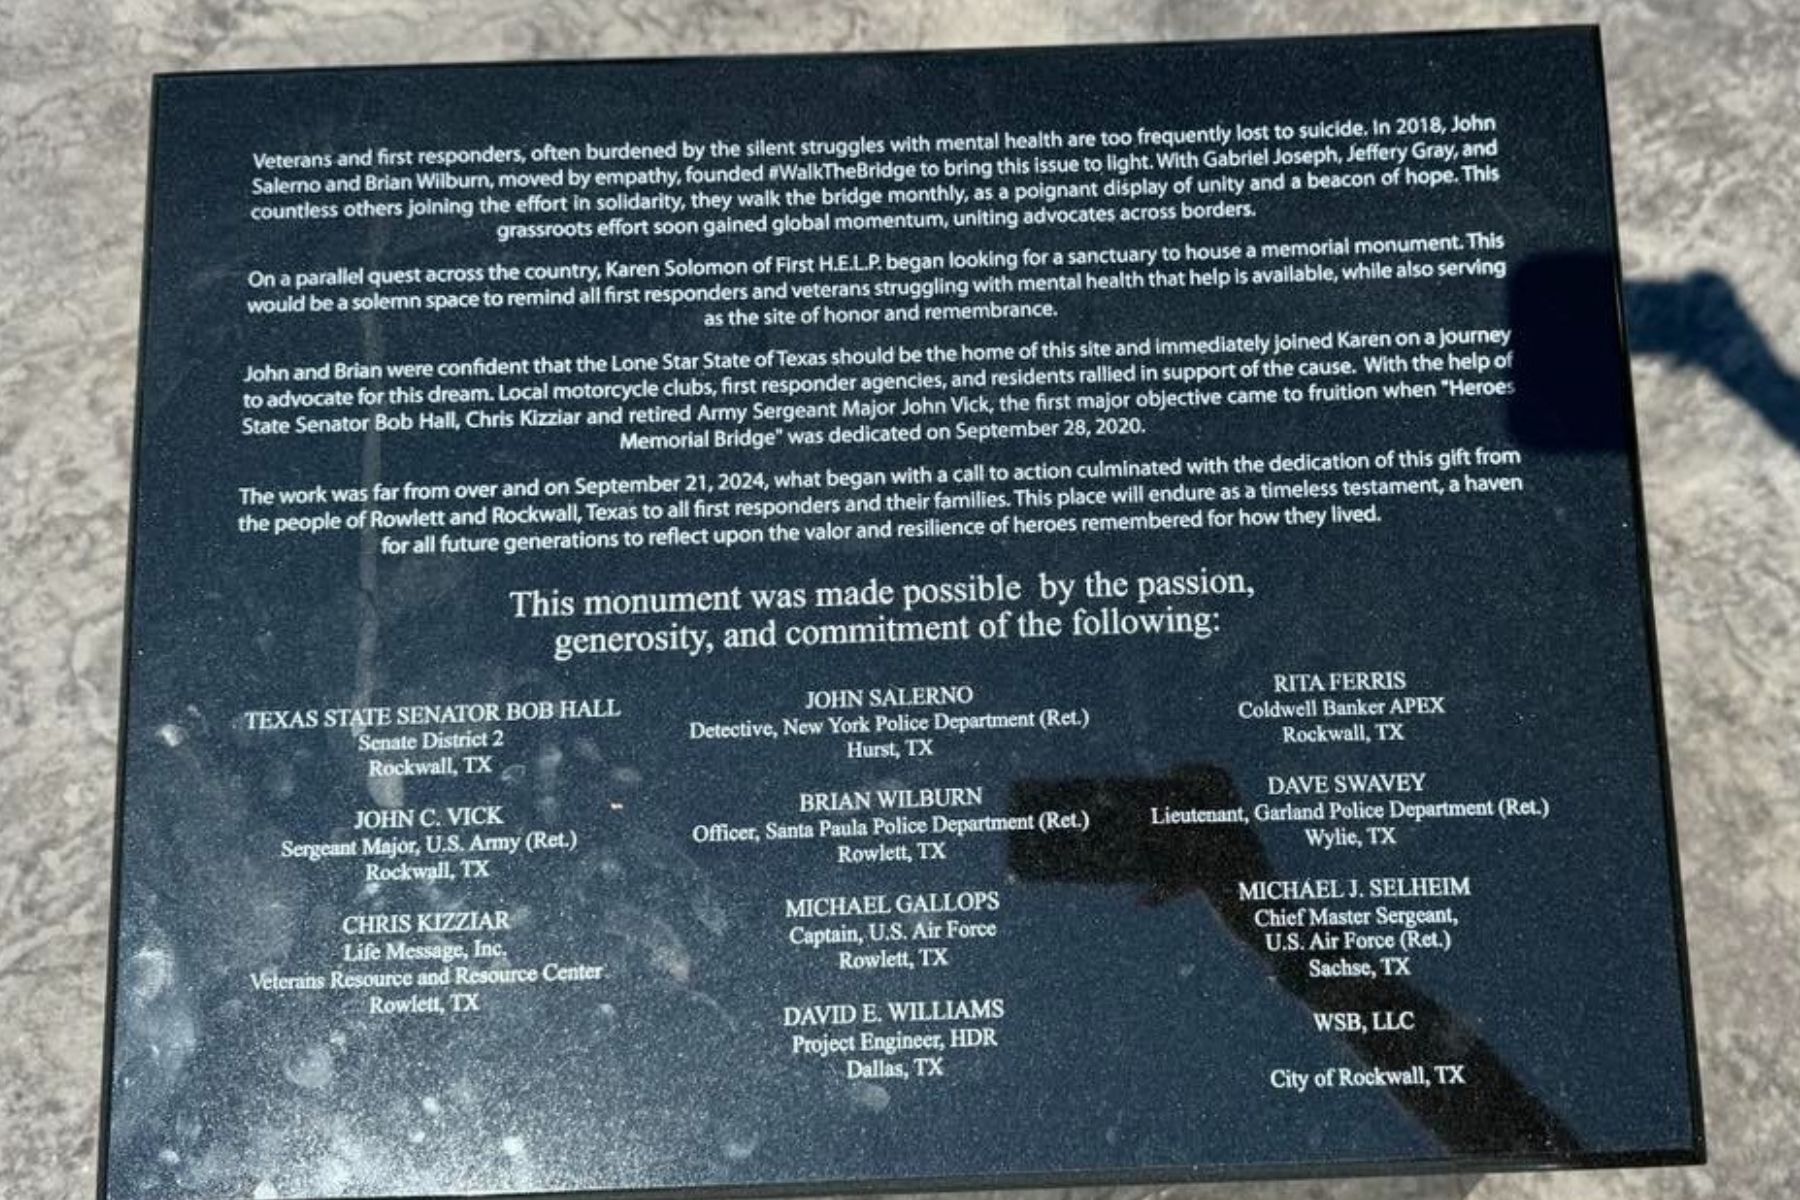 Veterans and first responders, often burdened by the silent struggles with mental health are too frequently lost to suicide. In 2018, John
Salerno and Brian Wilburn, moved by empathy, founded #WalkTheBridge to bring this issue to light. With Gabriel Joseph, Jeffery Gray, and
countless others joining the effort in solidarity, they walk the bridge monthly, as a poignant display of unity and a beacon of hope. This
grassroots effort soon gained global momentum, uniting advocates across borders.
On a parallel quest across the country, Karen Solomon of First H.E.L.P. began looking for a sanctuary to house a memorial monument. This
would be a solemn space to remind all first responders and veterans struggling with mental health that help is available, while also serving
as the site of honor and remembrance.
John and Brian were confident that the Lone Star State of Texas should be the home of this site and immediately joined Karen on a journey
to advocate for this dream. Local motorcycle clubs, first responder agencies, and residents rallied in support of the cause. With the help of
State Senator Bob Hall, Chris Kizziar and retired Army Sergeant Major John Vick, the first major objective came to fruition when "Heroes
Memorial Bridge" was dedicated on September 28, 2020.
The work was far from over and on September 21, 2024, what began with a call to action culminated with the dedication of this gift from
the people of Rowlett and Rockwall, Texas to all first responders and their families. This place will endure as a timeless testament, a haven
for all future generations to reflect upon the valor and resilience of heroes remembered for how they lived.
This monument was made possible by the passion,
generosity, and commitment of the following:
TEXAS STATE SENATOR BOB HALL
Senate District 2
Rockwall, TX
JOHN C. VICK
Sergeant Major, U.S. Army (Ret.)
Rockwall, TX
CHRIS KIZZIAR
Life Message, Inc.
Veterans Resource and Resource Center
Rowlett, TX
JOHN SALERNO
Detective, New York Police Department (Ret.)
Hurst, TX
BRIAN WILBURN
Officer, Santa Paula Police Department (Ret.)
Rowlett, TX
MICHAEL GALLOPS
Captain, U.S. Air Force
Rowlett, TX
DAVID E. WILLIAMS
Project Engineer, HDR
Dallas, TX
RITA FERRIS
Coldwell Banker APEX
Rockwall, TX
DAVE SWAVEY
Lieutenant, Garland Police Department (Ret.)
Wylie, TX
MICHAEL J. SELHEIM
Chief Master Sergeant,
U.S. Air Force (Ret.)
Sachse, TX
WSB, LLC
City of Rockwall, TX